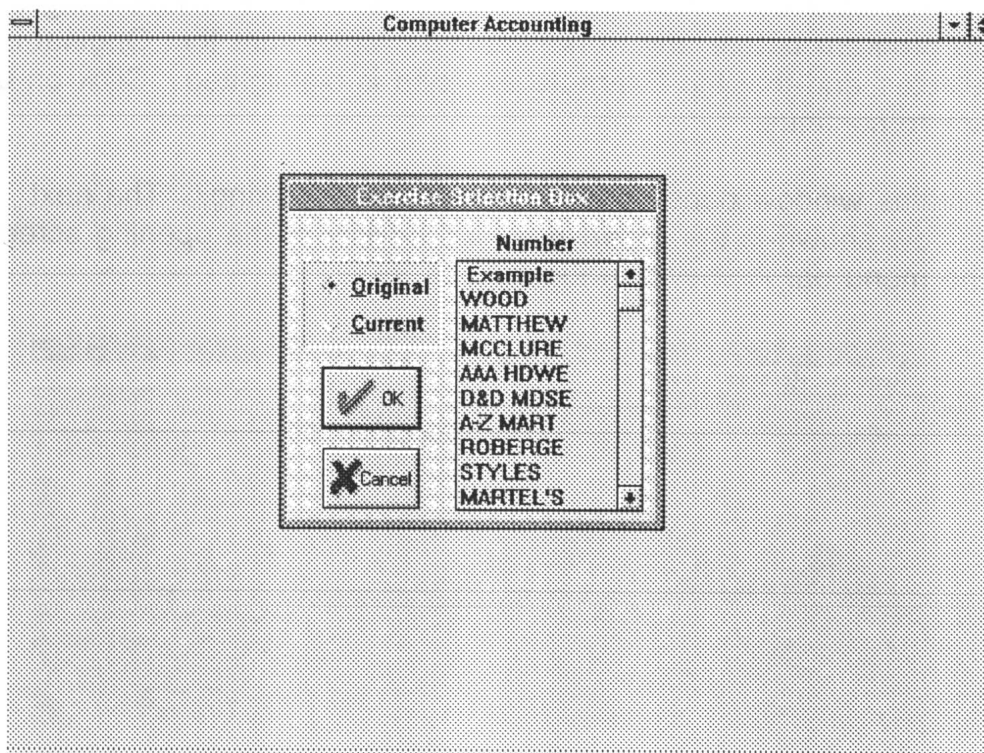 Computer Accounting
Exercise Selection Box
Number
Original
Current
OK
Cancel
Example
WOOD
MATTHEW
MCCLURE
AAA HDWE
D&D MDSE
A-Z MART
ROBERGE
STYLES
MARTEL'S